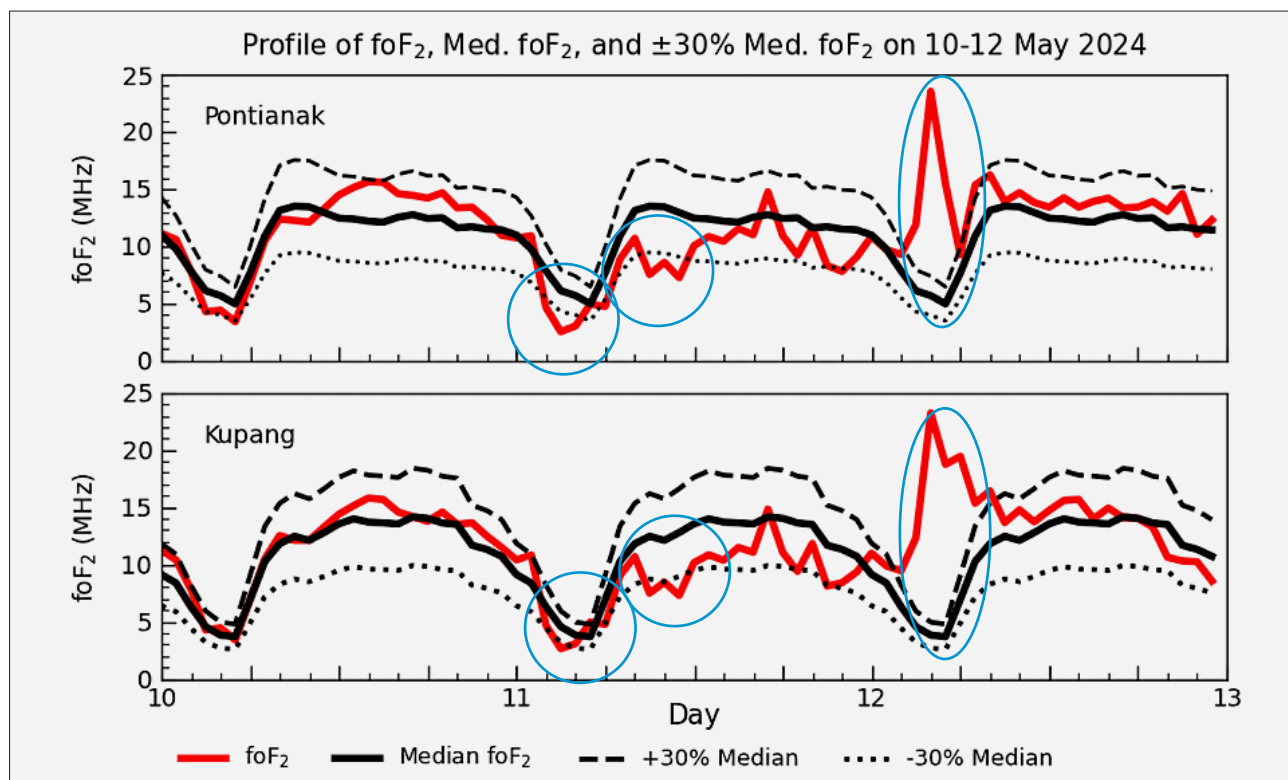 Profile of foF₂, Med. foF₂, and ±30% Med. foF₂ on 10-12 May 2024
25
20
15
10
5
0
foF₂ (MHz)
Pontianak
25
20
15
10
5
0
foF₂ (MHz)
Kupang
10
11
12
13
Day
foF₂
Median foF₂
+30% Median
-30% Median